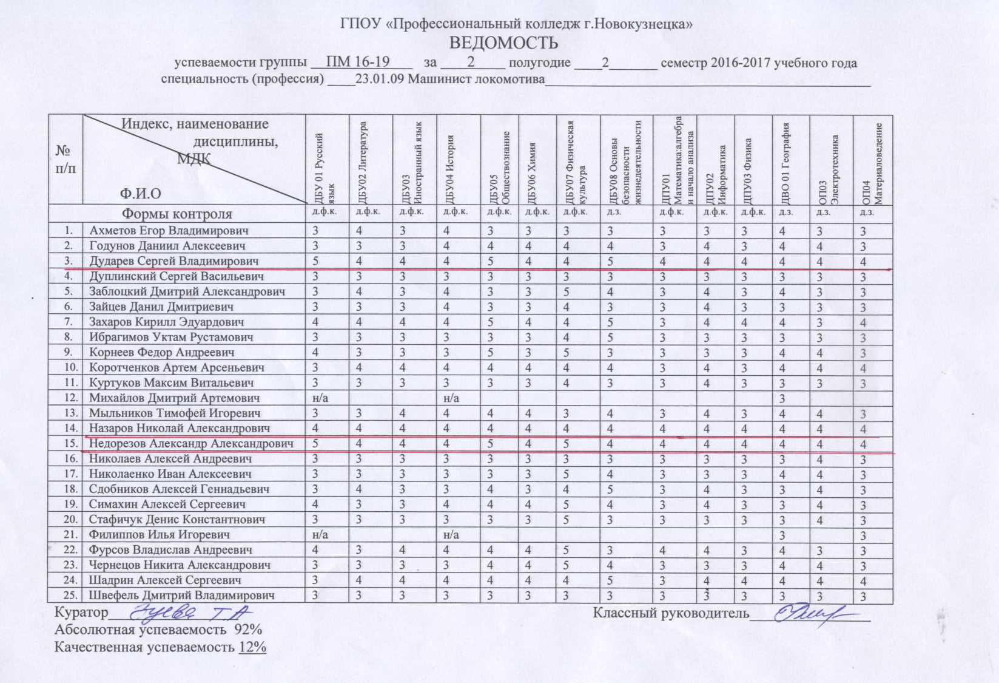 ГПОУ «Профессиональный колледж г.Новокузнецка»
ВЕДОМОСТЬ
успеваемости группы ПМ 16-19 за 2 полугодие 2 семестр 2016-2017 учебного года
специальность (профессия) 23.01.09 Машинист локомотива
№ п/п
Индекс, наименование
дисциплины,
МДК
Ф.И.О
ДБУ 01 Русский язык
ДБУ02 Литература
ДБУ03 Иностранный язык
ДБУ04 История
ДБУ05 Обществознание
ДБУ06 Химия
ДБУ07 Физическая культура
ДБУ08 Основы безопасности жизнедеятельности
ДПУ01 Математика:алгебра и начало анализа
ДПУ02 Информатика
ДПУ03 Физика
ДВО 01 География
ОП03 Электротехника
ОП04 Материаловедение
Формы контроля д.ф.к. д.ф.к. д.ф.к. д.ф.к. д.ф.к. д.ф.к. д.ф.к. д.з. д.ф.к. д.ф.к. д.ф.к. д.з. д.з. д.з.
1. Ахметов Егор Владимирович 3 4 3 4 3 3 3 3 3 3 3 4 3 3
2. Годунов Даниил Алексеевич 3 3 3 4 4 4 4 4 3 4 3 4 4 3
3. Дударев Сергей Владимирович 5 4 4 4 5 4 4 5 4 4 4 4 4 4
4. Дуплинский Сергей Васильевич 3 3 3 3 3 3 3 3 3 3 3 3 3 3
5. Заблоцкий Дмитрий Александрович 3 4 3 4 3 3 5 4 3 4 3 4 3 3
6. Зайцев Данил Дмитриевич 3 3 3 4 3 3 4 3 3 4 3 3 3 3
7. Захаров Кирилл Эдуардович 4 4 4 4 5 4 4 5 3 4 4 4 3 4
8. Ибрагимов Уктам Рустамович 3 3 3 3 3 3 4 5 3 3 3 3 3 3
9. Корнеев Федор Андреевич 4 3 3 3 5 3 5 3 3 3 3 4 4 3
10. Коротченков Артем Арсеньевич 3 4 4 4 4 4 4 4 3 4 3 4 4 4
11. Куртуков Максим Витальевич 3 3 3 3 3 3 4 3 3 4 3 3 3 3
12. Михайлов Дмитрий Артемович н/а н/а 3
13. Мыльников Тимофей Игоревич 3 3 4 4 4 4 3 4 3 4 3 4 4 3
14. Назаров Николай Александрович 4 4 4 4 4 4 4 4 4 4 4 4 4 4
15. Недорезов Александр Александрович 5 4 4 4 5 4 5 4 4 4 4 4 4 4
16. Николаев Алексей Андреевич 3 3 3 3 3 3 3 3 3 3 3 3 4 3
17. Николаенко Иван Алексеевич 3 3 3 3 3 3 5 4 3 3 3 4 4 3
18. Сдобников Алексей Геннадьевич 3 4 3 3 4 3 4 5 3 4 3 3 4 3
19. Симахин Алексей Сергеевич 4 3 3 4 4 4 5 4 3 4 3 3 4 3
20. Стафичук Денис Константнович 3 3 3 3 3 3 5 3 3 3 3 3 4 3
21. Филиппов Илья Игоревич н/а н/а 3 3
22. Фурсов Владислав Андреевич 4 3 4 4 4 4 5 3 4 4 3 4 3 3
23. Чернецов Никита Александрович 3 3 3 3 4 4 5 4 3 3 3 4 4 3
24. Шадрин Алексей Сергеевич 3 4 4 4 4 4 4 5 3 4 4 4 4 4
25. Швефель Дмитрий Владимирович 3 3 3 3 3 3 3 3 3 3 3 3 3 3
Куратор Классный руководитель
Абсолютная успеваемость 92%
Качественная успеваемость 12%